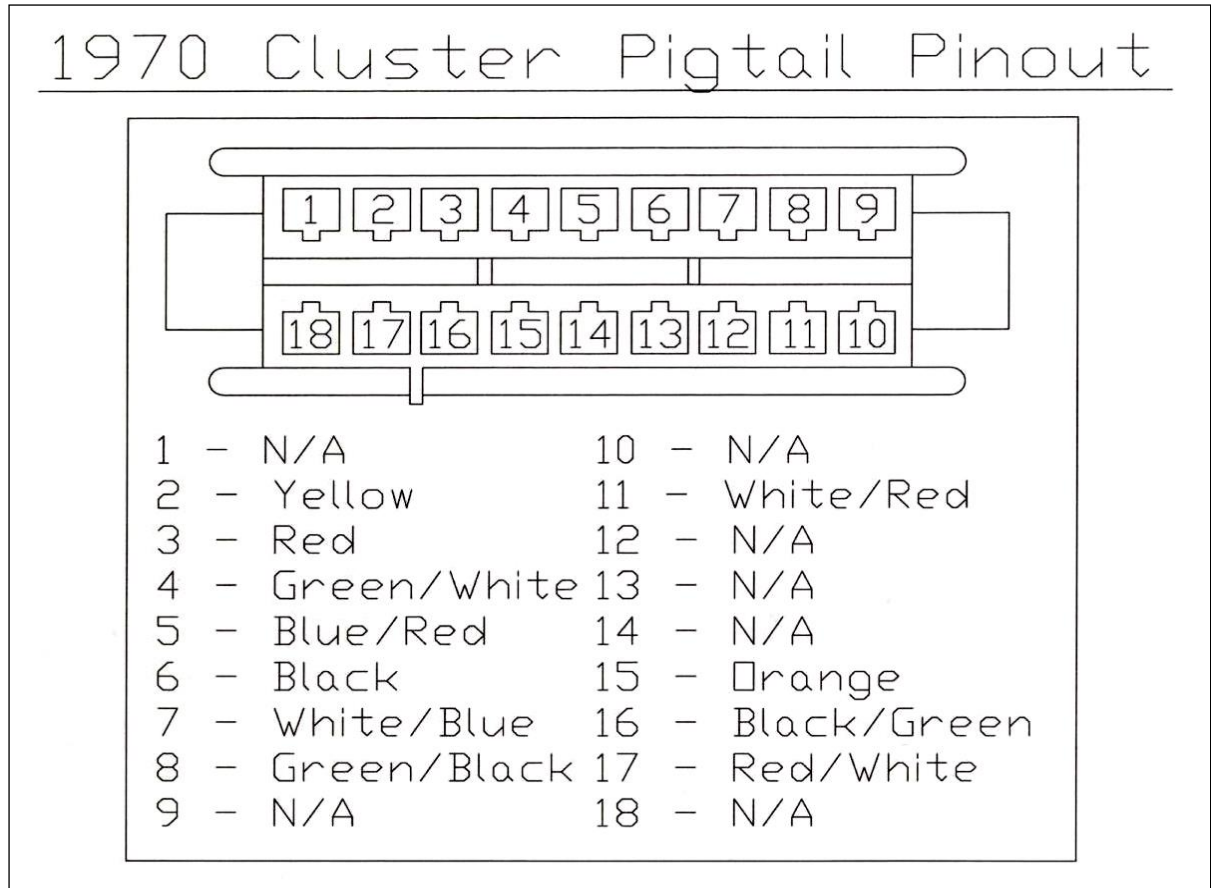 1970 Cluster Pigtail Pinout
1 2 3 4 5 6 7 8 9
18 17 16 15 14 13 12 11 10
1 - N/A
2 - Yellow
3 - Red
4 - Green/White
5 - Blue/Red
6 - Black
7 - White/Blue
8 - Green/Black
9 - N/A
10 - N/A
11 - White/Red
12 - N/A
13 - N/A
14 - N/A
15 - Orange
16 - Black/Green
17 - Red/White
18 - N/A